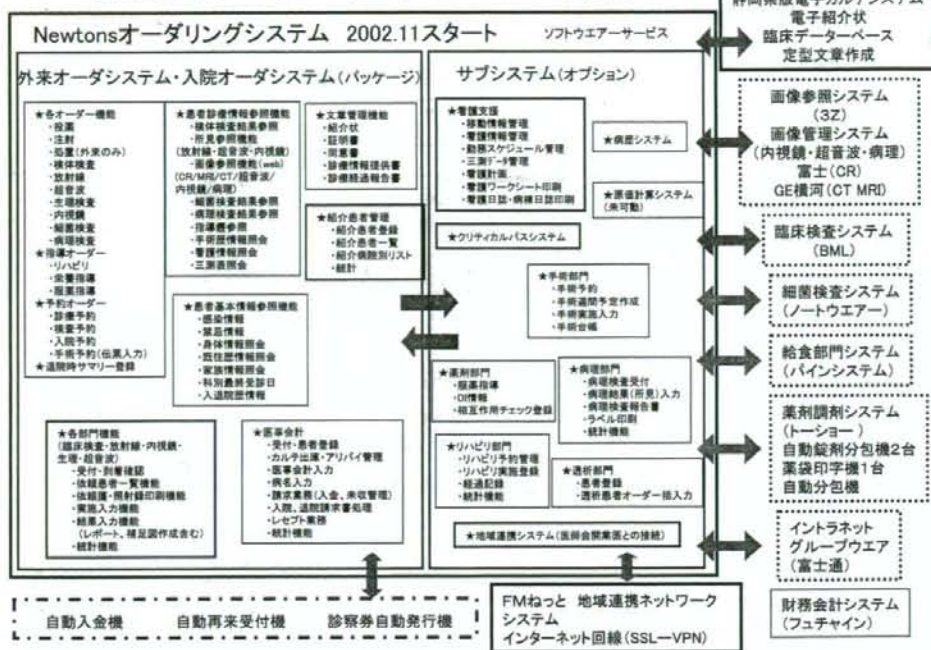 静岡県版電子カルテシステム
電子紹介状
臨床データーベース
定型文章作成
Newtonsオーダリングシステム 2002.11スタート ソフトウエアーサービス
外来オーダシステム・入院オーダシステム(パッケージ)
★各オーダー機能
・投薬
・注射
・処置(外来のみ)
・検体検査
・放射線
・超音波
・生理検査
・内視鏡
・細菌検査
・病理検査
★指導オーダー
・リハビリ
・栄養指導
・服薬指導
★予約オーダー
・診療予約
・検査予約
・入院予約
・手術予約(伝票入力)
★退院時サマリー登録
★患者診療情報参照機能
・検体検査結果参照
・所見参照機能
(放射線・超音波・内視鏡)
・画像参照機能(web)
(CR/MRI/CT/超音波/
内視鏡/病理)
・細菌検査結果参照
・病理検査結果参照
・指導歴参照
・手術歴情報照会
・看護情報照会
・三測表照会
★文章管理機能
・紹介状
・証明書
・同意書
・診療情報提供書
・診療経過報告書
★紹介患者管理
・紹介患者登録
・紹介患者一覧
・紹介病院別リスト
・統計
★患者基本情報参照機能
・感染情報
・禁忌情報
・身体情報照会
・既往歴情報照会
・家族情報照会
・科別最終受診日
・入退院歴情報
★各部門機能
(臨床検査・放射線・内視鏡・
生理・超音波)
・受付・到着確認
・依頼患者一覧機能
・依頼護・照射録印刷機能
・実施入力機能
・結果入力機能
(レポート、補足図作成含む)
・統計機能
★医事会計
・受付・患者登録
・カルテ出庫・アリバイ管理
・医事会計入力
・病名入力
・請求業務(入金、未収管理)
・入院、退院請求書処理
・レセプト業務
・統計機能
サブシステム(オプション)
★看護支援
・移動情報管理
・看護情報管理
・勤務スケジュール管理
・三測データ管理
・看護計画
・看護ワークシート印刷
・看護日誌・病棟日誌印刷
★病歴システム
★原価計算システム
(未可動)
★クリティカルパスシステム
★手術部門
・手術予約
・手術週間予定作成
・手術実施入力
・手術台帳
★薬剤部門
・服薬指導
・DI情報
・相互作用チェック登録
★病理部門
・病理検査受付
・病理結果(所見)入力
・病理検査報告書
・ラベル印刷
・統計機能
★リハビリ部門
・リハビリ予約管理
・リハビリ実施登録
・経過記録
・統計機能
★透析部門
・患者登録
・透析患者オーダー括入力
★地域連携システム(医師会開業医との接続)
画像参照システム
(3Z)
画像管理システム
(内視鏡・超音波・病理)
富士(CR)
GE横河(CT MRI)
臨床検査システム
(BML)
細菌検査システム
(ノートウエアー)
給食部門システム
(パインシステム)
薬剤調剤システム
(トーショー)
自動錠剤分包機2台
薬袋印字機1台
自動分包機
イントラネット
グループウエア
(富士通)
財務会計システム
(フュチャイン)
自動入金機 自動再来受付機 診察券自動発行機
FMねっと 地域連携ネットワーク
システム
インターネット回線(SSL―VPN)